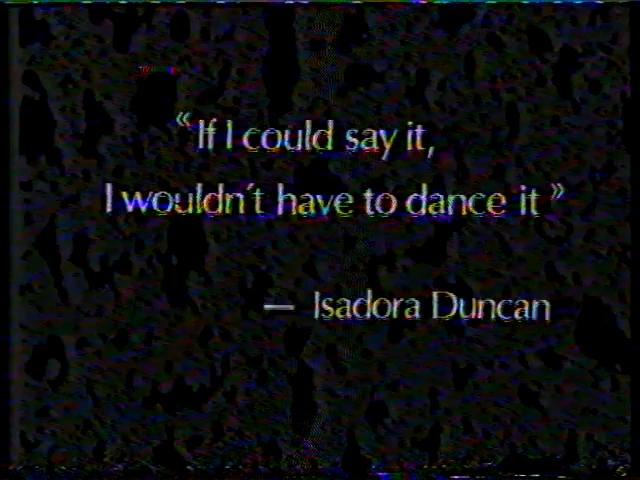 “If I could say it,
I wouldn't have to dance it”
— Isadora Duncan